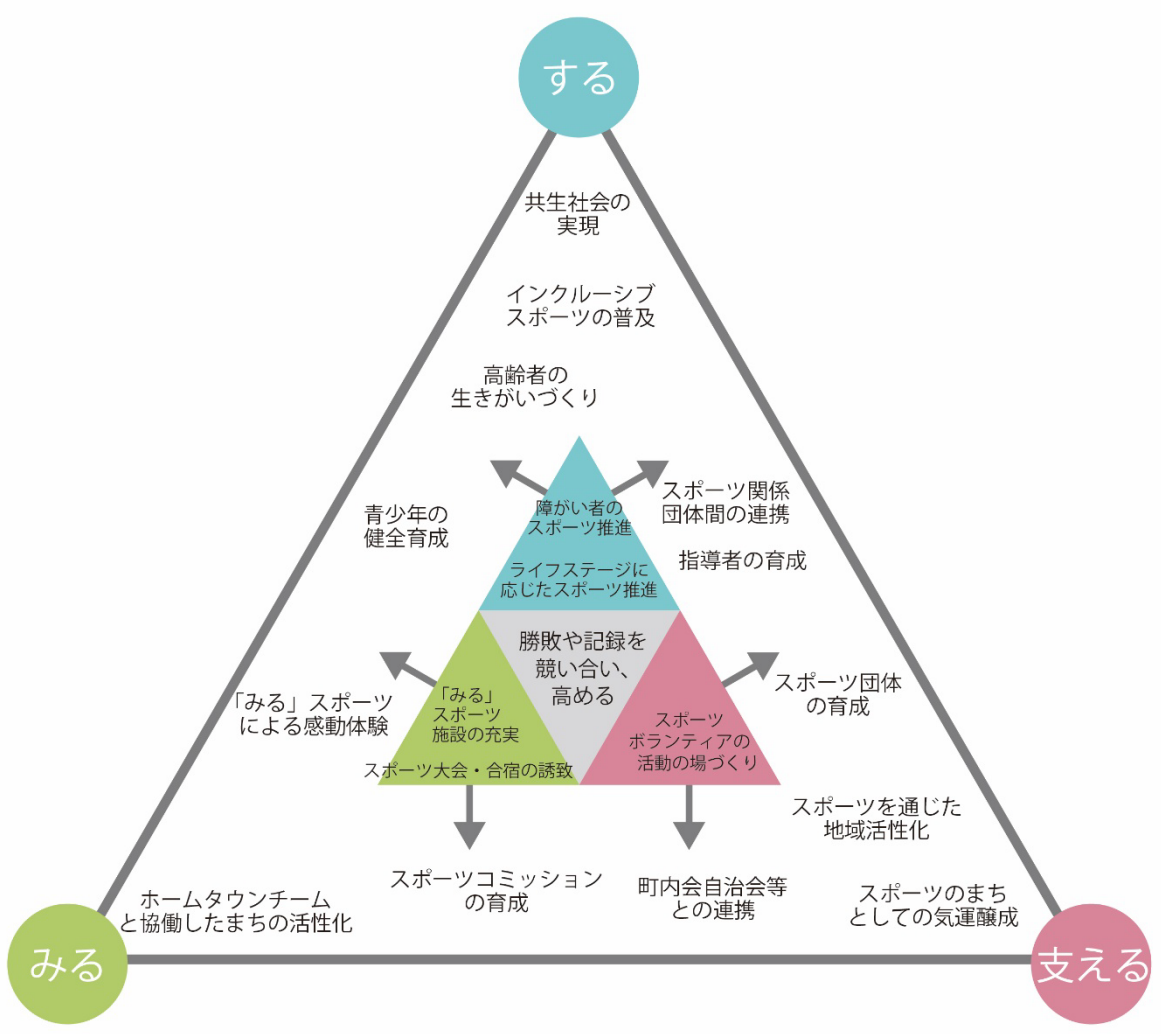 する
共生社会の
実現
インクルーシブ
スポーツの普及
高齢者の
生きがいづくり
青少年の
健全育成
障がい者の
スポーツ推進
スポーツ関係
団体間の連携
指導者の育成
ライフステージに
応じたスポーツ推進
勝敗や記録を
競い合い、
高める
「みる」スポーツ
による感動体験
「みる」
スポーツ
施設の充実
スポーツ大会・合宿の誘致
スポーツ
ボランティアの
活動の場づくり
スポーツ団体
の育成
スポーツを通じた
地域活性化
ホームタウンチーム
と協働したまちの活性化
スポーツコミッション
の育成
町内会自治会等
との連携
スポーツのまち
としての気運醸成
みる
支える